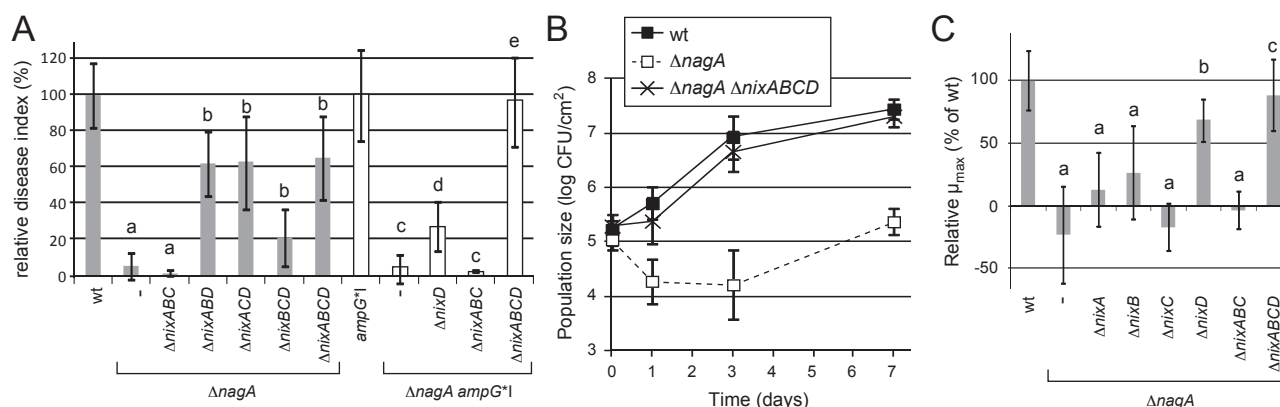 A
relative disease index (%)
120
100
80
60
40
20
0
a
a
b
b
b
b
c
d
c
e
wt
-
ΔnixABC
ΔnixABD
ΔnixACD
ΔnixBCD
ΔnixABCD
ampG*I
-
ΔnixD
ΔnixABC
ΔnixABCD
ΔnagA
ΔnagA ampG*I
B
wt
ΔnagA
ΔnagA ΔnixABCD
Population size (log CFU/cm²)
8
7
6
5
4
3
0
1
2
3
4
5
6
7
Time (days)
C
Relative μmax (% of wt)
100
50
0
-50
a
a
a
a
b
a
c
wt
-
ΔnixA
ΔnixB
ΔnixC
ΔnixD
ΔnixABC
ΔnixABCD
ΔnagA